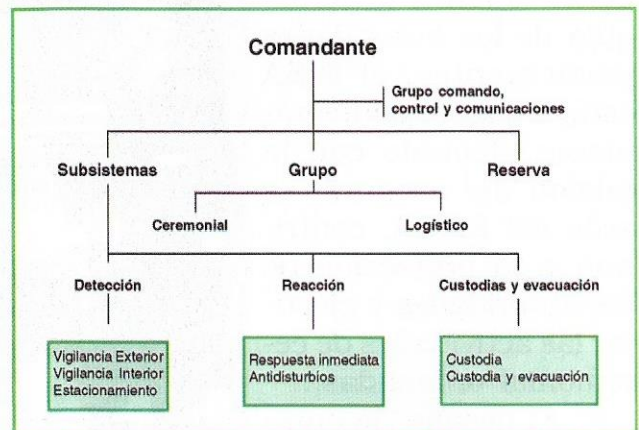 Comandante
Grupo comando,
control y comunicaciones
Subsistemas
Grupo
Reserva
Ceremonial
Logístico
Detección
Reacción
Custodias y evacuación
Vigilancia Exterior
Vigilancia Interior
Estacionamiento
Respuesta inmediata
Antidisturbios
Custodia
Custodia y evacuación